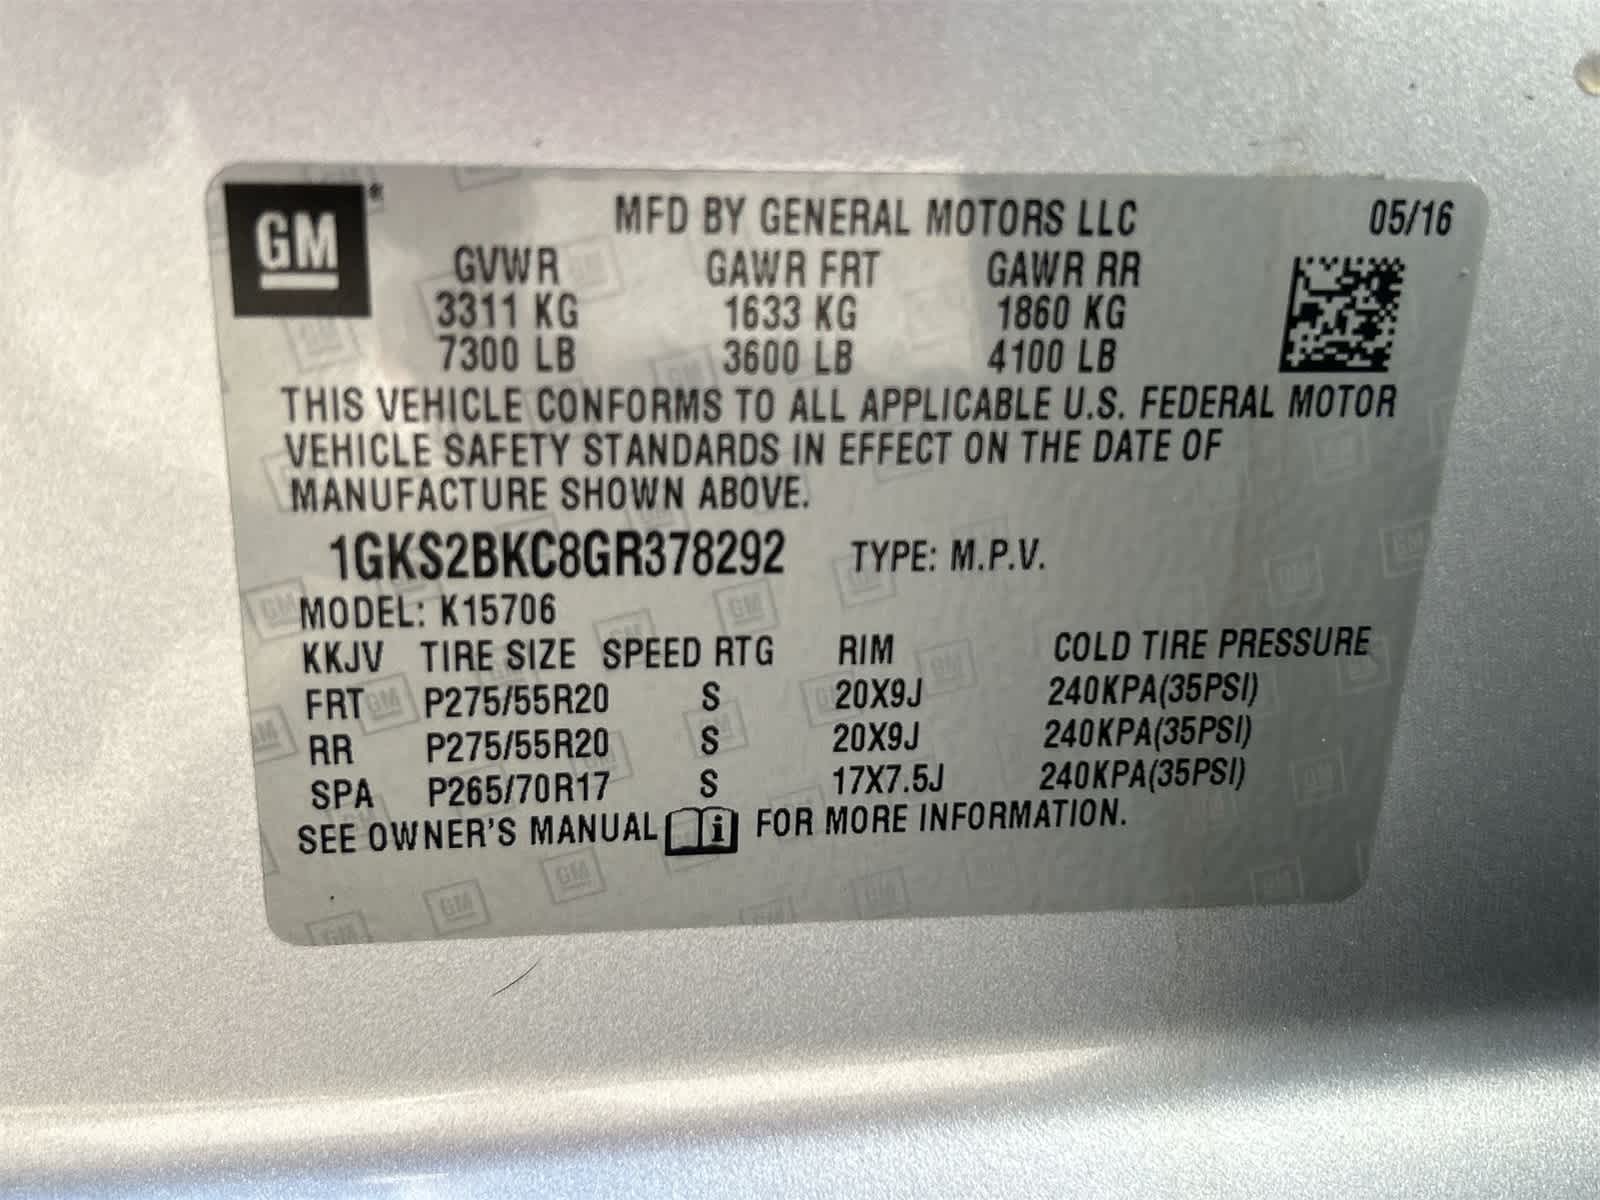 GM® MFD BY GENERAL MOTORS LLC 05/16
GVWR GAWR FRT GAWR RR
3311 KG 1633 KG 1860 KG
7300 LB 3600 LB 4100 LB
THIS VEHICLE CONFORMS TO ALL APPLICABLE U.S. FEDERAL MOTOR
VEHICLE SAFETY STANDARDS IN EFFECT ON THE DATE OF
MANUFACTURE SHOWN ABOVE.
1GKS2BKC8GR378292 TYPE: M.P.V.
MODEL: K15706
KKJV TIRE SIZE SPEED RTG RIM COLD TIRE PRESSURE
FRT P275/55R20 S 20X9J 240KPA(35PSI)
RR P275/55R20 S 20X9J 240KPA(35PSI)
SPA P265/70R17 S 17X7.5J 240KPA(35PSI)
SEE OWNER'S MANUAL i FOR MORE INFORMATION.